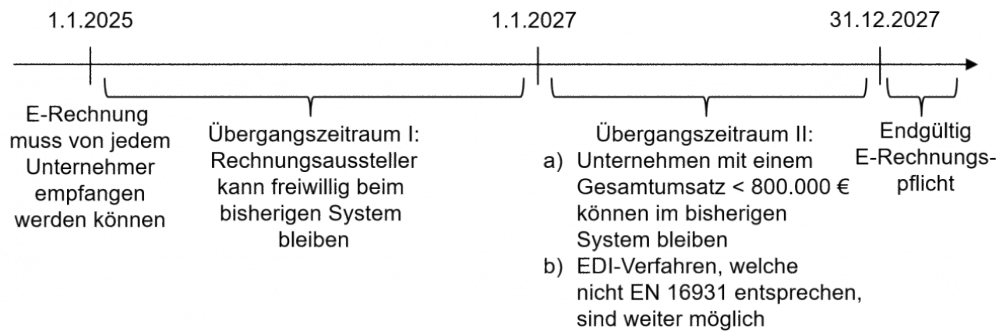 1.1.2025
1.1.2027
31.12.2027
E-Rechnung
muss von jedem
Unternehmer
empfangen
werden können
Übergangszeitraum I:
Rechnungsaussteller
kann freiwillig beim
bisherigen System
bleiben
Übergangszeitraum II:
a) Unternehmen mit einem
Gesamtumsatz < 800.000 €
können im bisherigen
System bleiben
b) EDI-Verfahren, welche
nicht EN 16931 entsprechen,
sind weiter möglich
Endgültig
E-Rechnungs-
pflicht